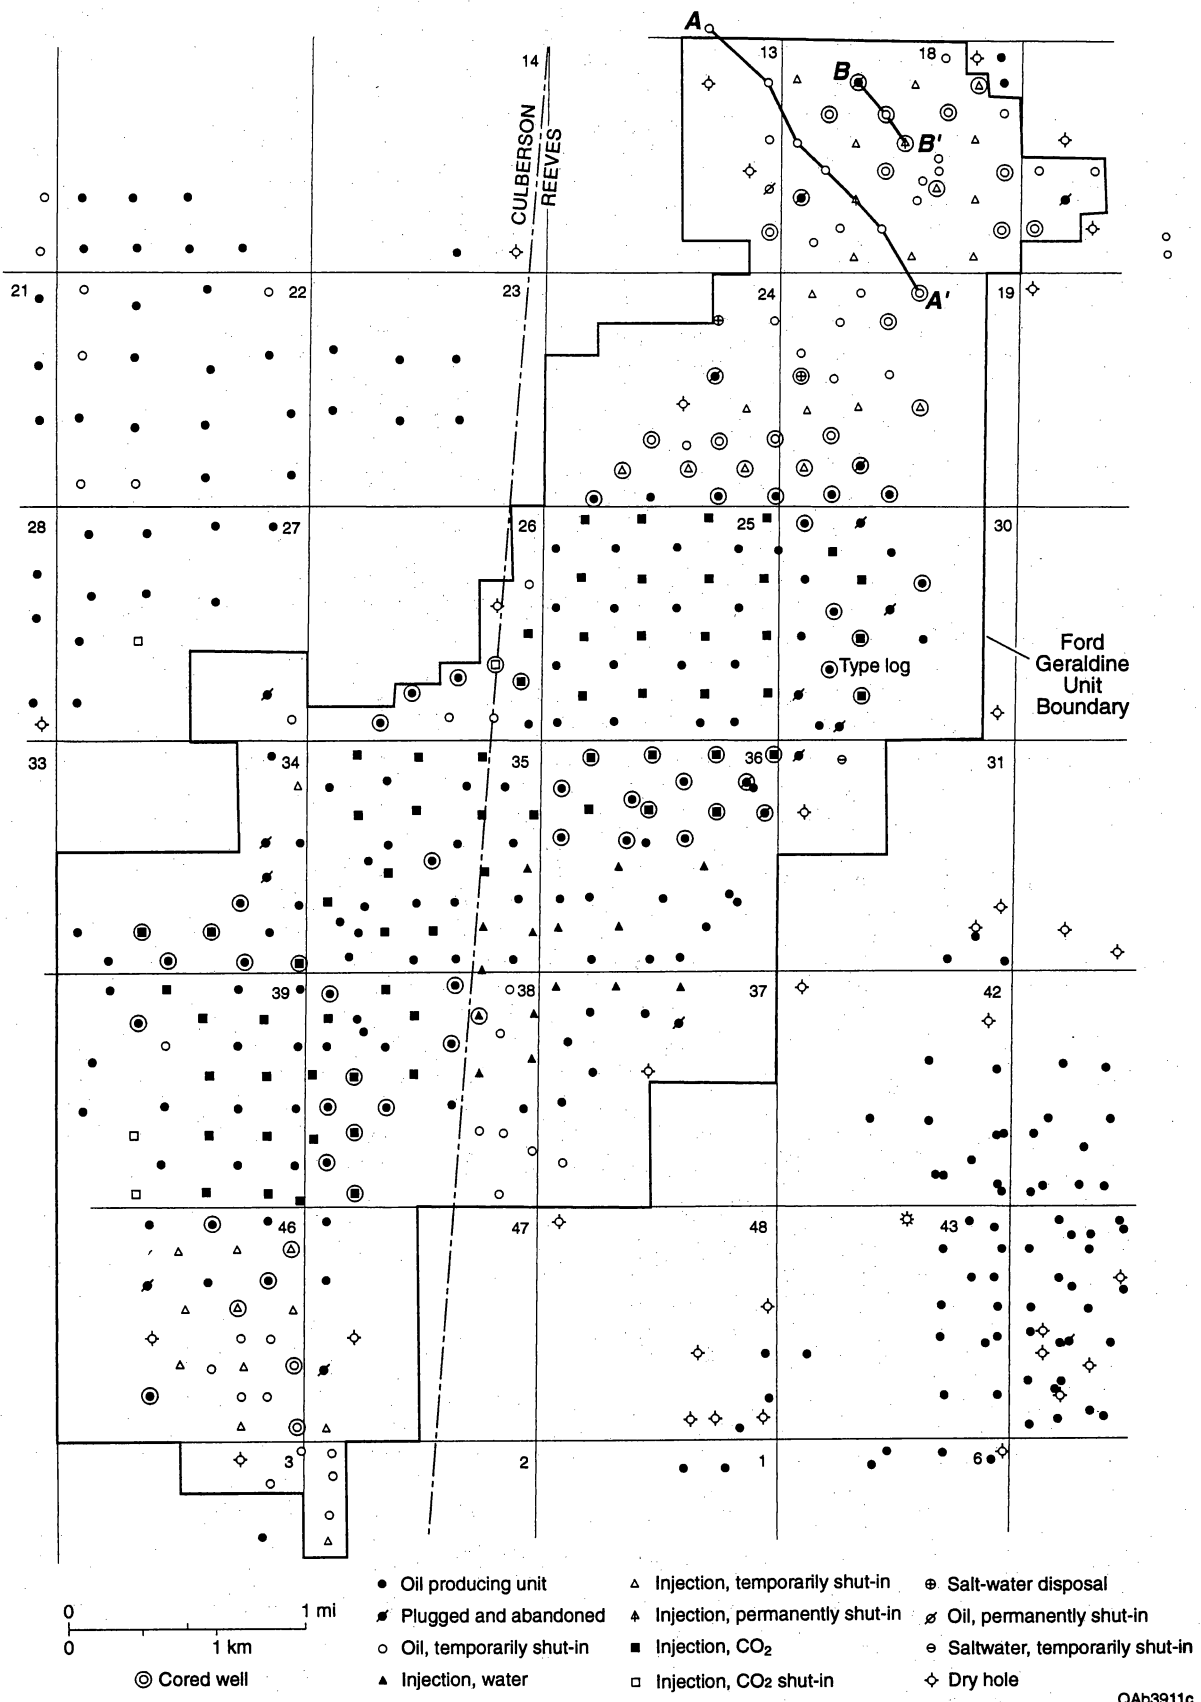 A
14
13
18
B
B'
CULBERSON
REEVES
21
22
23
24
A'
19
28
27
26
25
30
Type log
Ford
Geraldine
Unit
Boundary
33
34
35
36
31
39
38
37
42
46
47
48
43
3
2
1
6
0 1 mi
0 1 km
Cored well
Oil producing unit
Plugged and abandoned
Oil, temporarily shut-in
Injection, water
Injection, temporarily shut-in
Injection, permanently shut-in
Injection, CO2
Injection, CO2 shut-in
Salt-water disposal
Oil, permanently shut-in
Saltwater, temporarily shut-in
Dry hole
QAb3911c